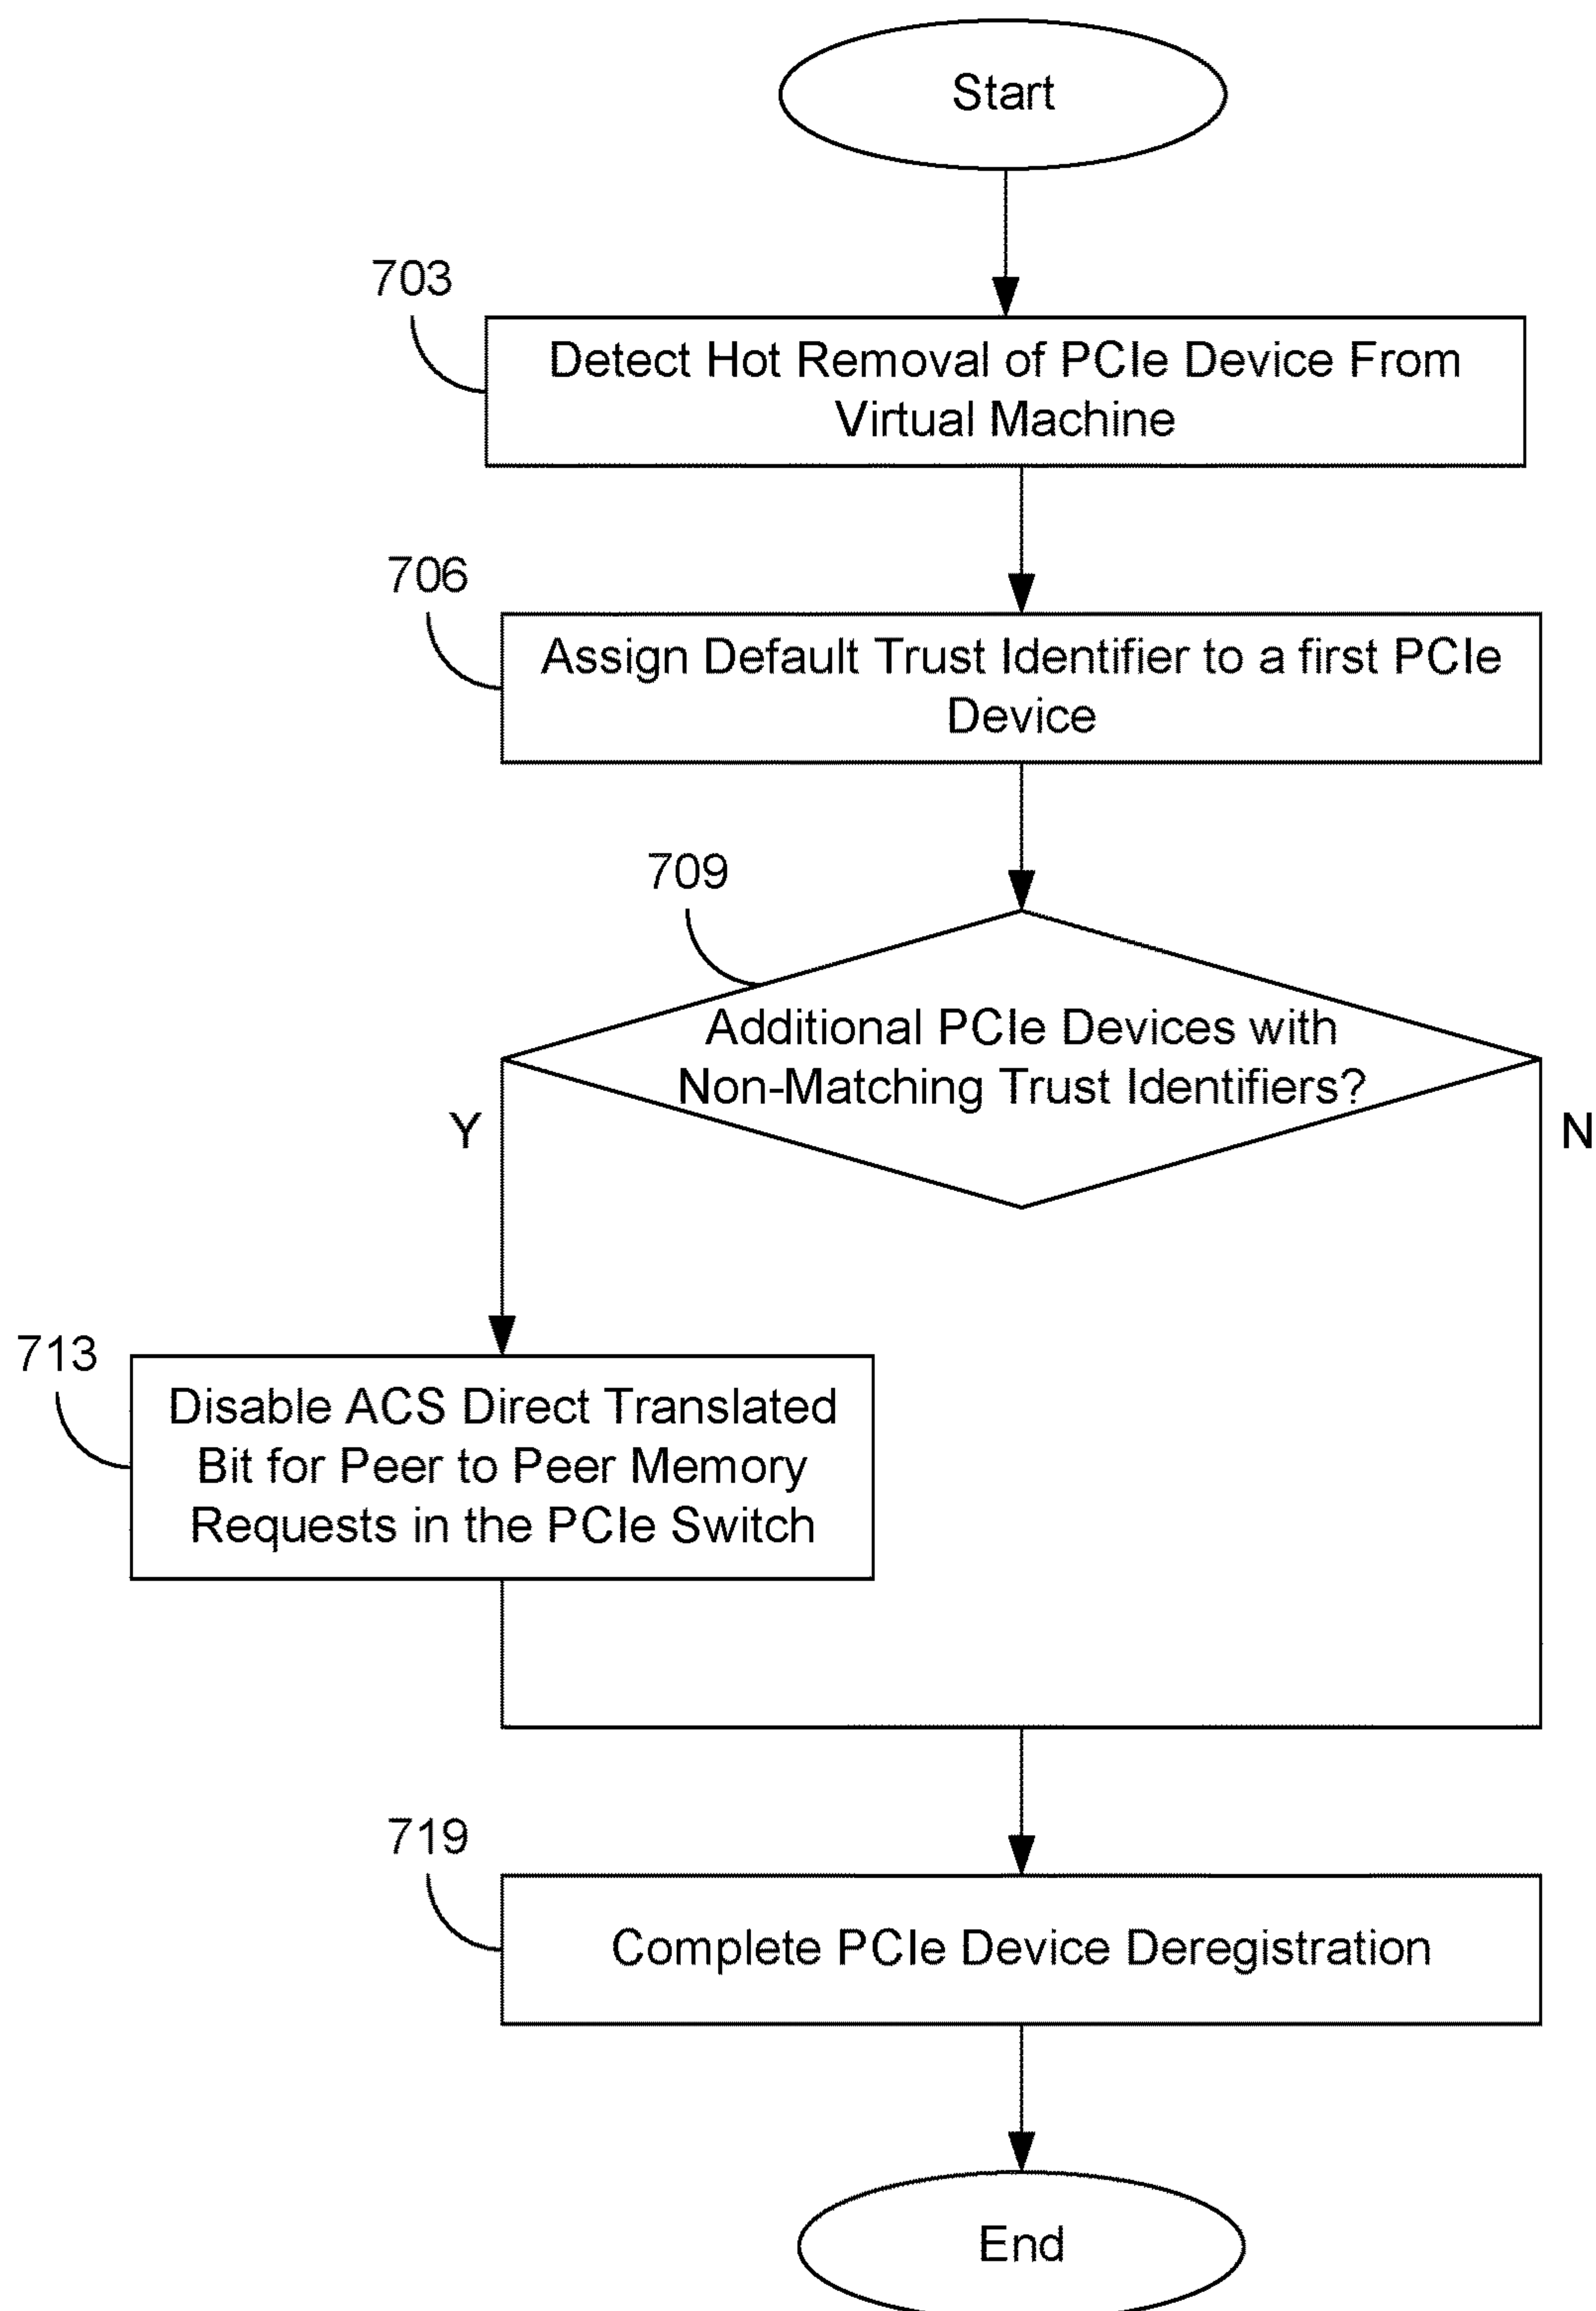 Start
703
Detect Hot Removal of PCIe Device From
Virtual Machine
706
Assign Default Trust Identifier to a first PCIe
Device
709
Additional PCIe Devices with
Non-Matching Trust Identifiers?
Y
N
713
Disable ACS Direct Translated
Bit for Peer to Peer Memory
Requests in the PCIe Switch
719
Complete PCIe Device Deregistration
End